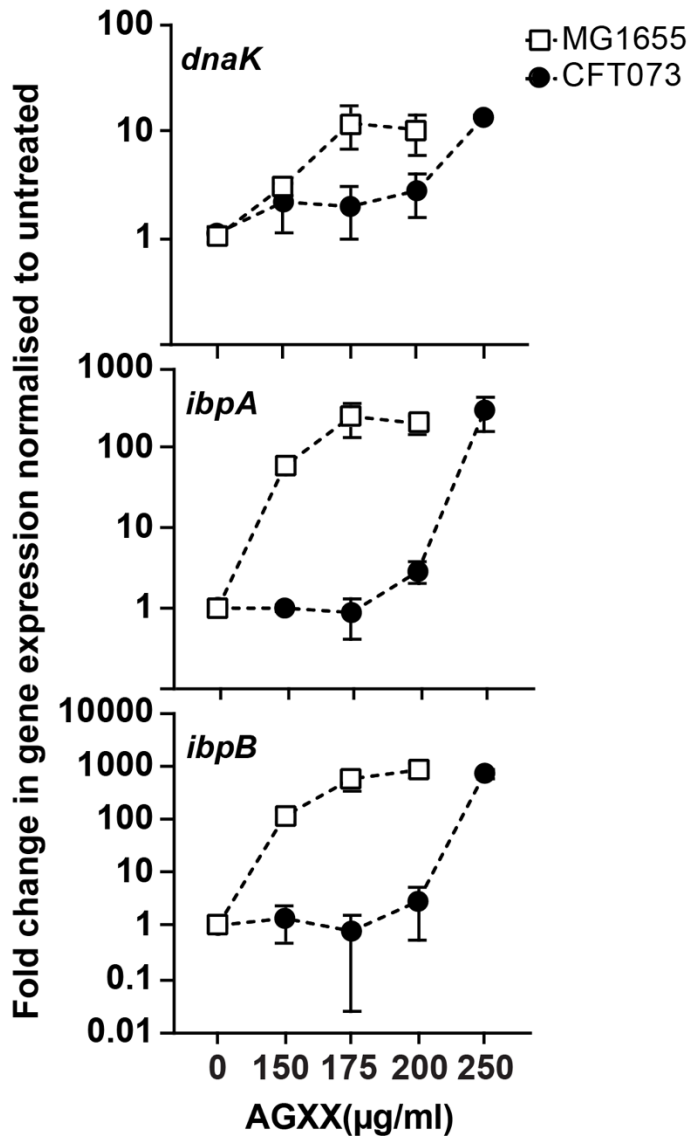 Fold change in gene expression normalised to untreated
MG1655
CFT073
dnaK
100
10
1
ibpA
1000
100
10
1
ibpB
10000
1000
100
10
1
0.1
0.01
0 150 175 200 250
AGXX(µg/ml)